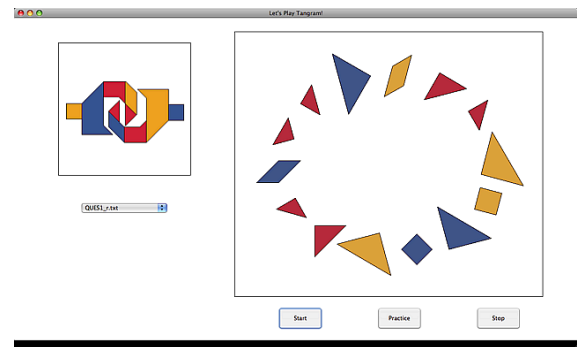 Let's Play Tangram!
QUES1_r.txt
Start
Practice
Stop